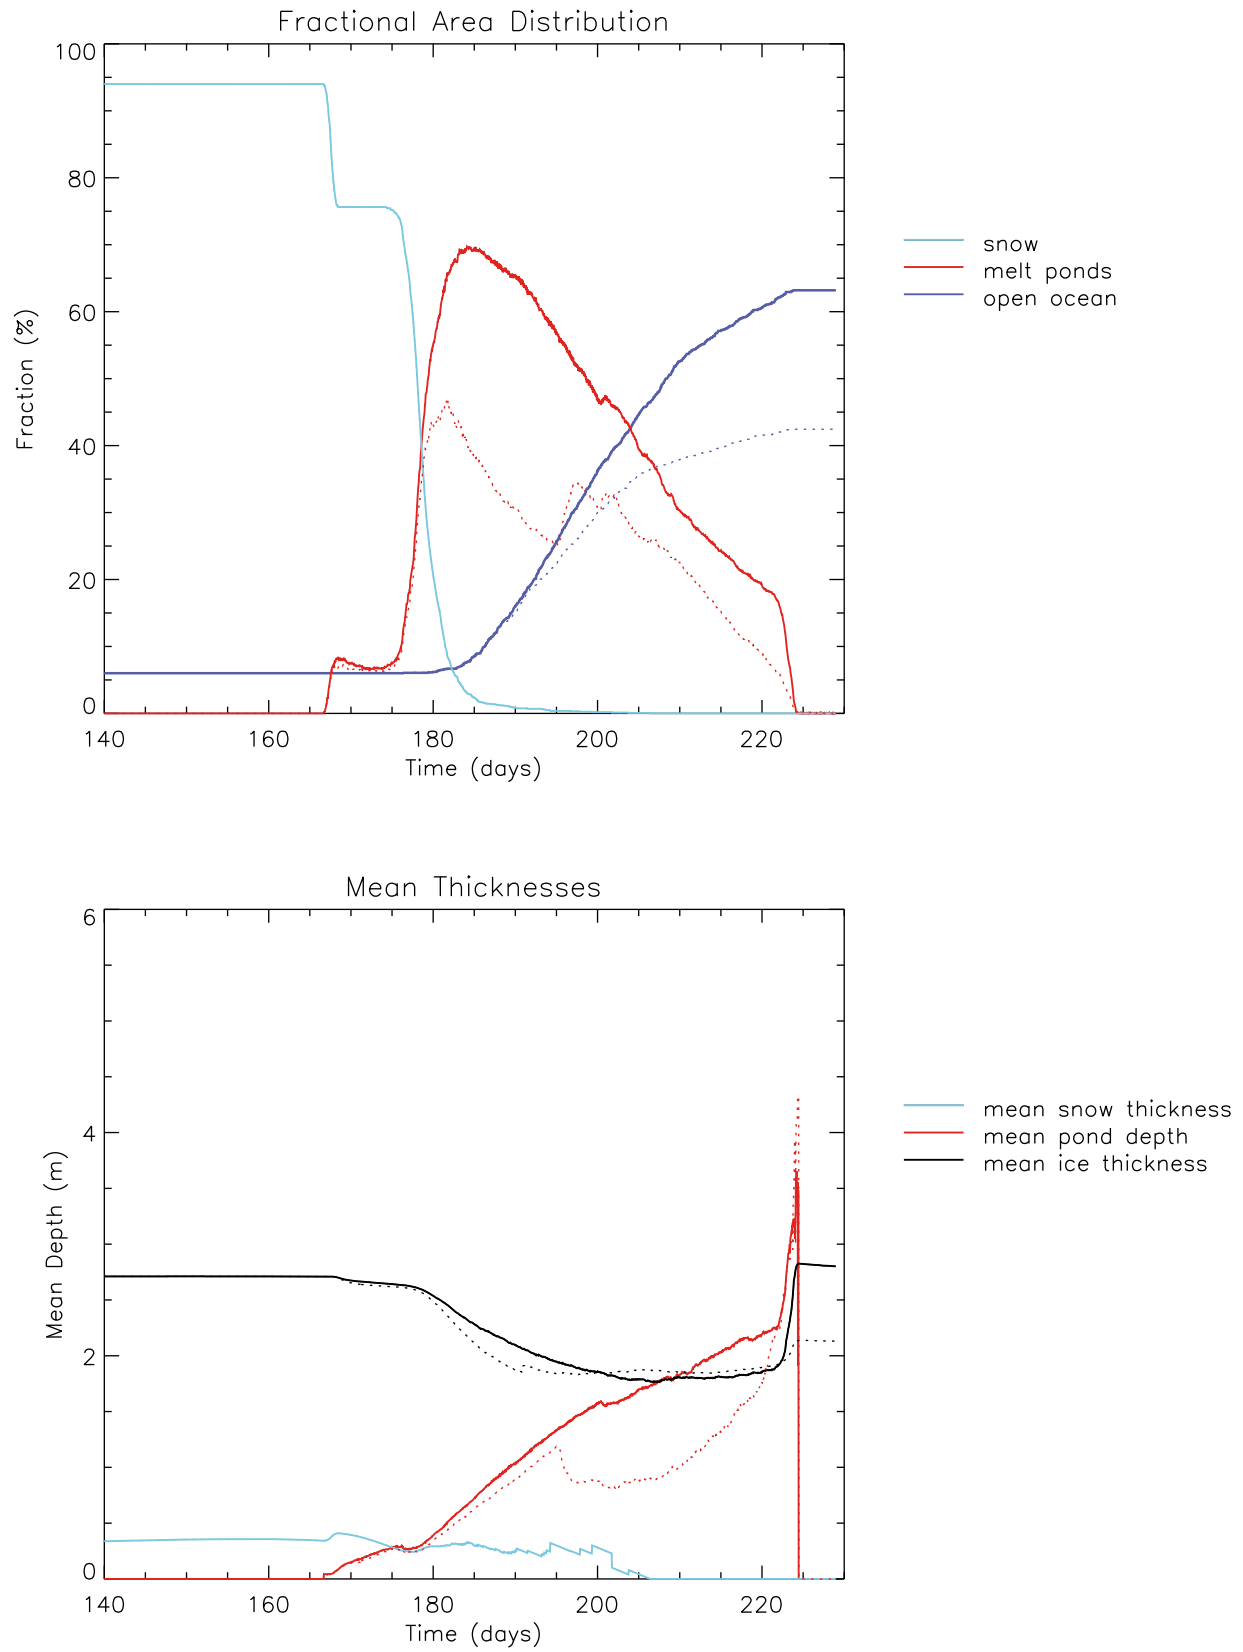 Fractional Area Distribution
100
80
60
40
20
0
Fraction (%)
140 160 180 200 220
Time (days)
snow
melt ponds
open ocean
Mean Thicknesses
6
4
2
0
Mean Depth (m)
140 160 180 200 220
Time (days)
mean snow thickness
mean pond depth
mean ice thickness